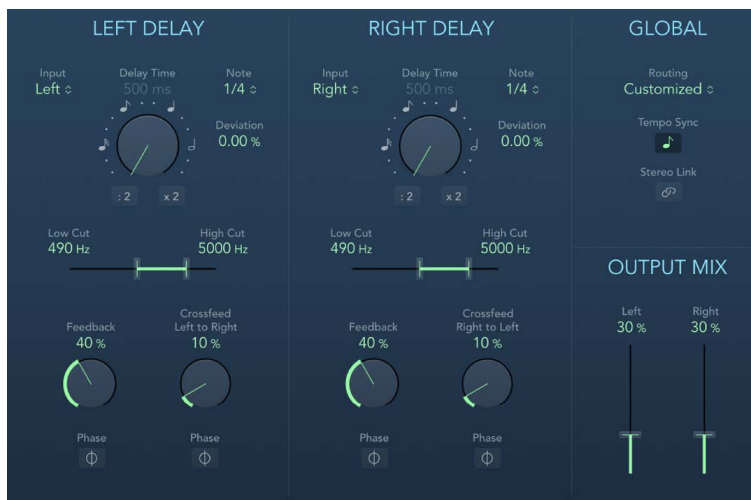 LEFT DELAY
Input
Left
Delay Time
500 ms
Note
1/4
Deviation
0.00 %
: 2
x 2
Low Cut
490 Hz
High Cut
5000 Hz
Feedback
40 %
Crossfeed
Left to Right
10 %
Phase
Phase
RIGHT DELAY
Input
Right
Delay Time
500 ms
Note
1/4
Deviation
0.00 %
: 2
x 2
Low Cut
490 Hz
High Cut
5000 Hz
Feedback
40 %
Crossfeed
Right to Left
10 %
Phase
Phase
GLOBAL
Routing
Customized
Tempo Sync
Stereo Link
OUTPUT MIX
Left
30 %
Right
30 %